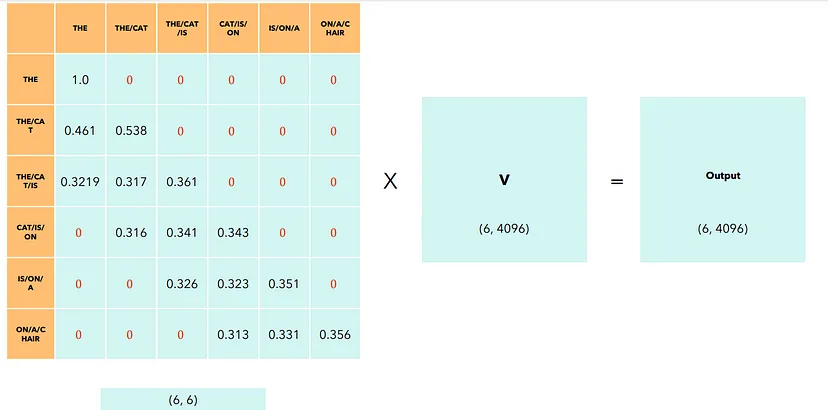 THE THE/CAT THE/CAT CAT/IS/ IS/ON/A ON/A/C
/IS ON HAIR
THE 1.0 0 0 0 0 0
THE/CA
T 0.461 0.538 0 0 0 0
THE/CA
T/IS 0.3219 0.317 0.361 0 0 0
CAT/IS/
ON 0 0.316 0.341 0.343 0 0
IS/ON/
A 0 0 0.326 0.323 0.351 0
ON/A/C
HAIR 0 0 0 0.313 0.331 0.356
(6, 6)
X
V
(6, 4096)
=
Output
(6, 4096)